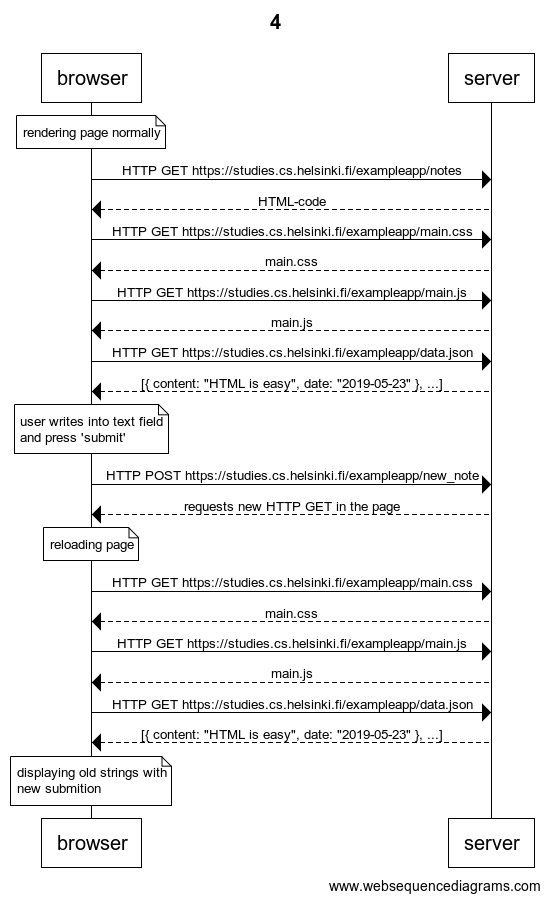 4
browser
server
rendering page normally
HTTP GET https://studies.cs.helsinki.fi/exampleapp/notes
HTML-code
HTTP GET https://studies.cs.helsinki.fi/exampleapp/main.css
main.css
HTTP GET https://studies.cs.helsinki.fi/exampleapp/main.js
main.js
HTTP GET https://studies.cs.helsinki.fi/exampleapp/data.json
[{ content: "HTML is easy", date: "2019-05-23" }, ...]
user writes into text field
and press 'submit'
HTTP POST https://studies.cs.helsinki.fi/exampleapp/new_note
requests new HTTP GET in the page
reloading page
HTTP GET https://studies.cs.helsinki.fi/exampleapp/main.css
main.css
HTTP GET https://studies.cs.helsinki.fi/exampleapp/main.js
main.js
HTTP GET https://studies.cs.helsinki.fi/exampleapp/data.json
[{ content: "HTML is easy", date: "2019-05-23" }, ...]
displaying old strings with
new submition
browser
server
www.websequencediagrams.com